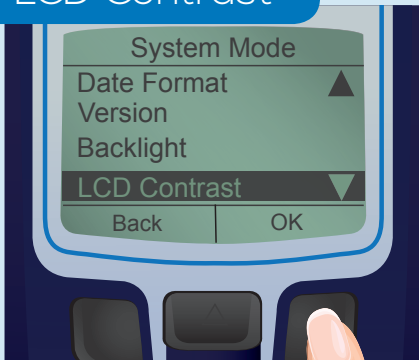 LCD Contrast
System Mode
Date Format
Version
Backlight
LCD Contrast
Back OK